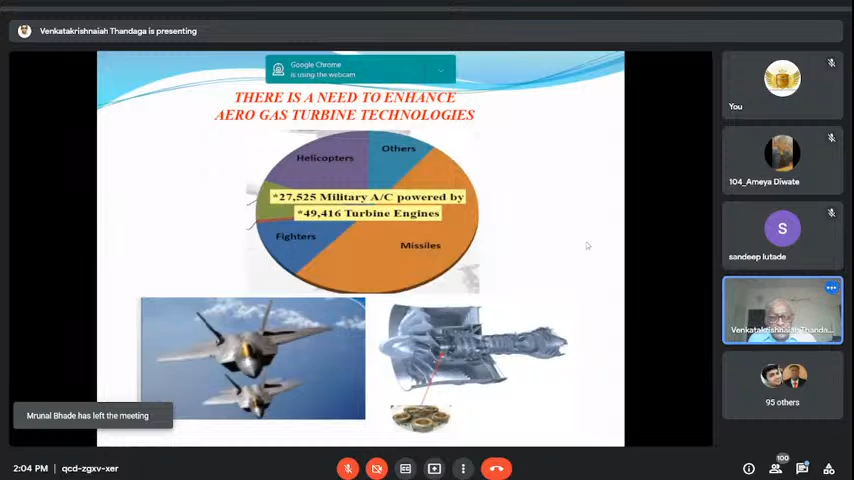 Venkatakrishnaiah Thandaga is presenting
Google Chrome
is using the webcam
THERE IS A NEED TO ENHANCE
AERO GAS TURBINE TECHNOLOGIES
Others
Helicopters
*27,525 Military A/C powered by
*49,416 Turbine Engines
Fighters
Missiles
You
104_Ameya Diwate
S
sandeep lutade
Venkatakrishnaiah Thanda...
95 others
Mrunal Bhade has left the meeting
2:04 PM | qcd-zgxv-xer
100